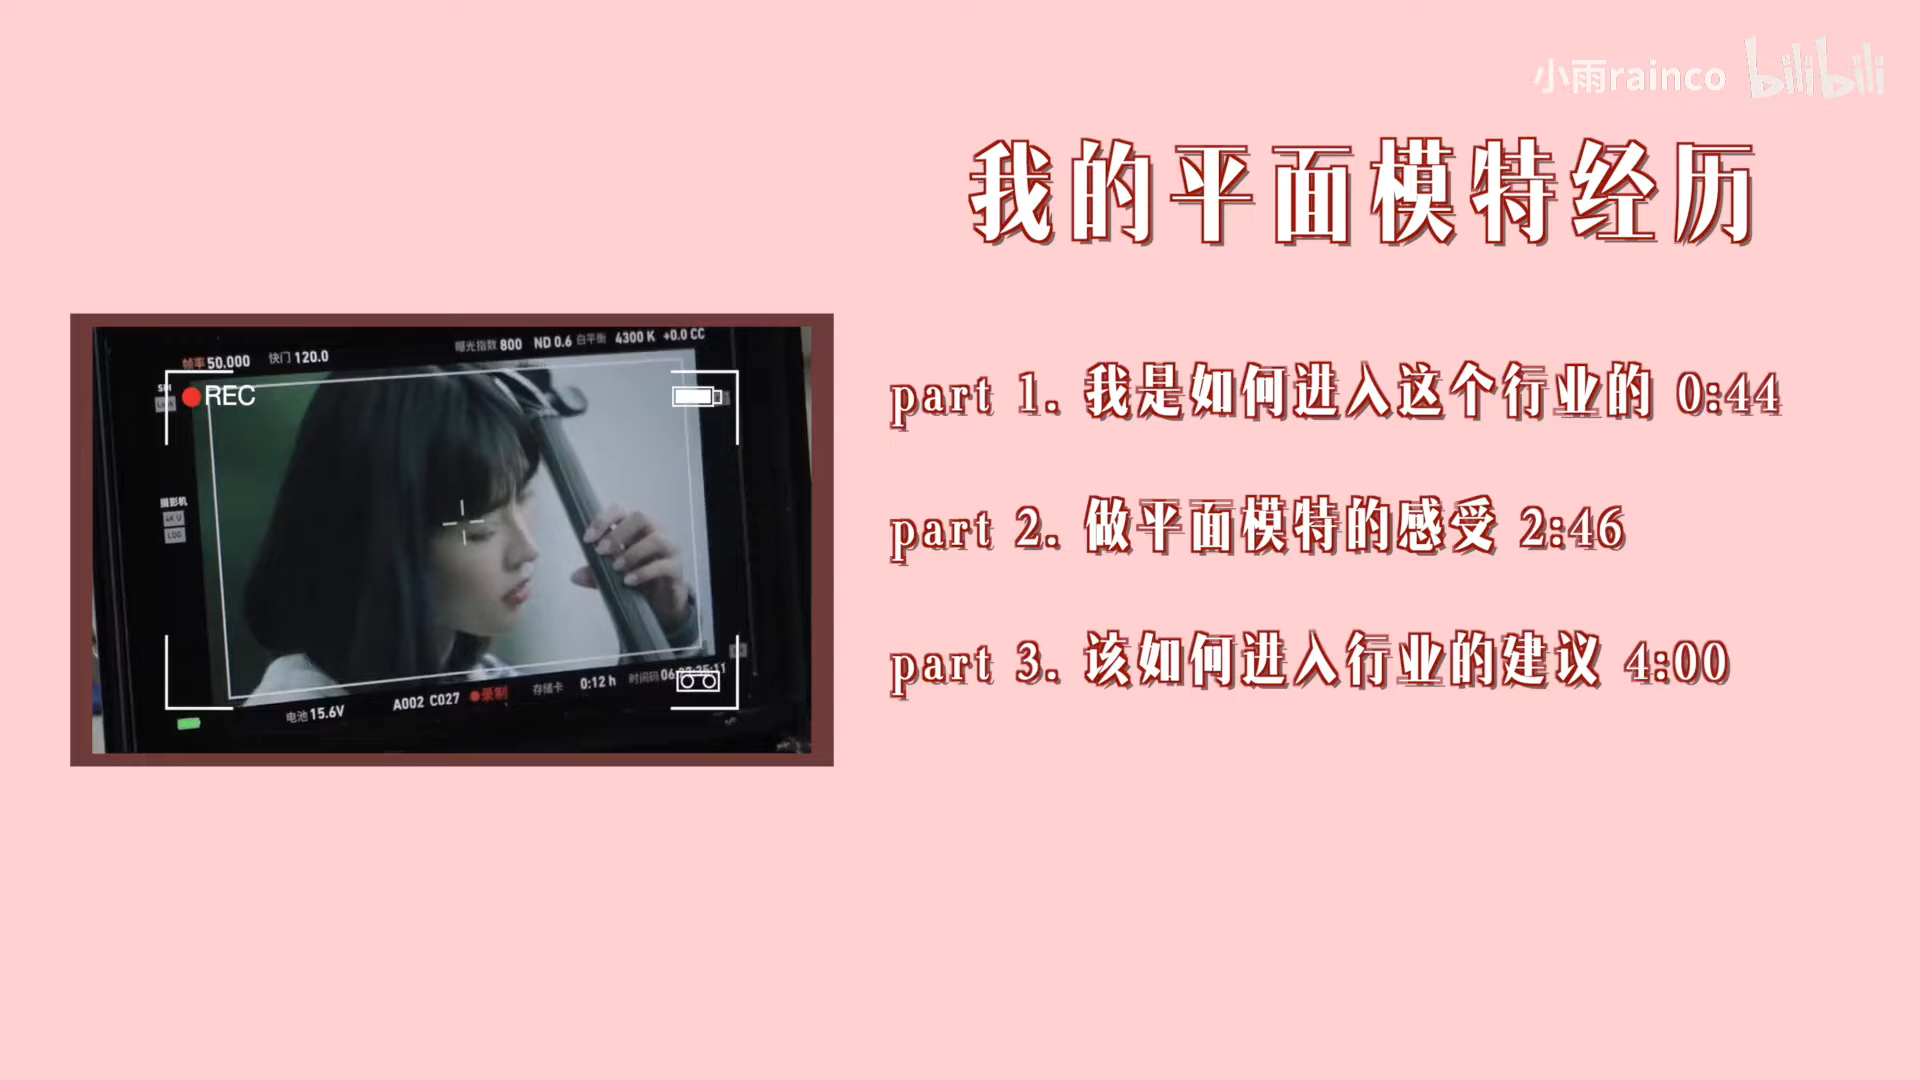 小雨rainco bilibili
我的平面模特经历
part 1. 我是如何进入这个行业的 0:44
part 2. 做平面模特的感受 2:46
part 3. 该如何进入行业的建议 4:00
帧率 50.000 快门 120.0 曝光指数 800 ND 0.6 白平衡 4300 K +0.0 CC
REC
摄影机
LOG
电池 15.6V A002 C027 录制 存储卡 0:12 h 时间码